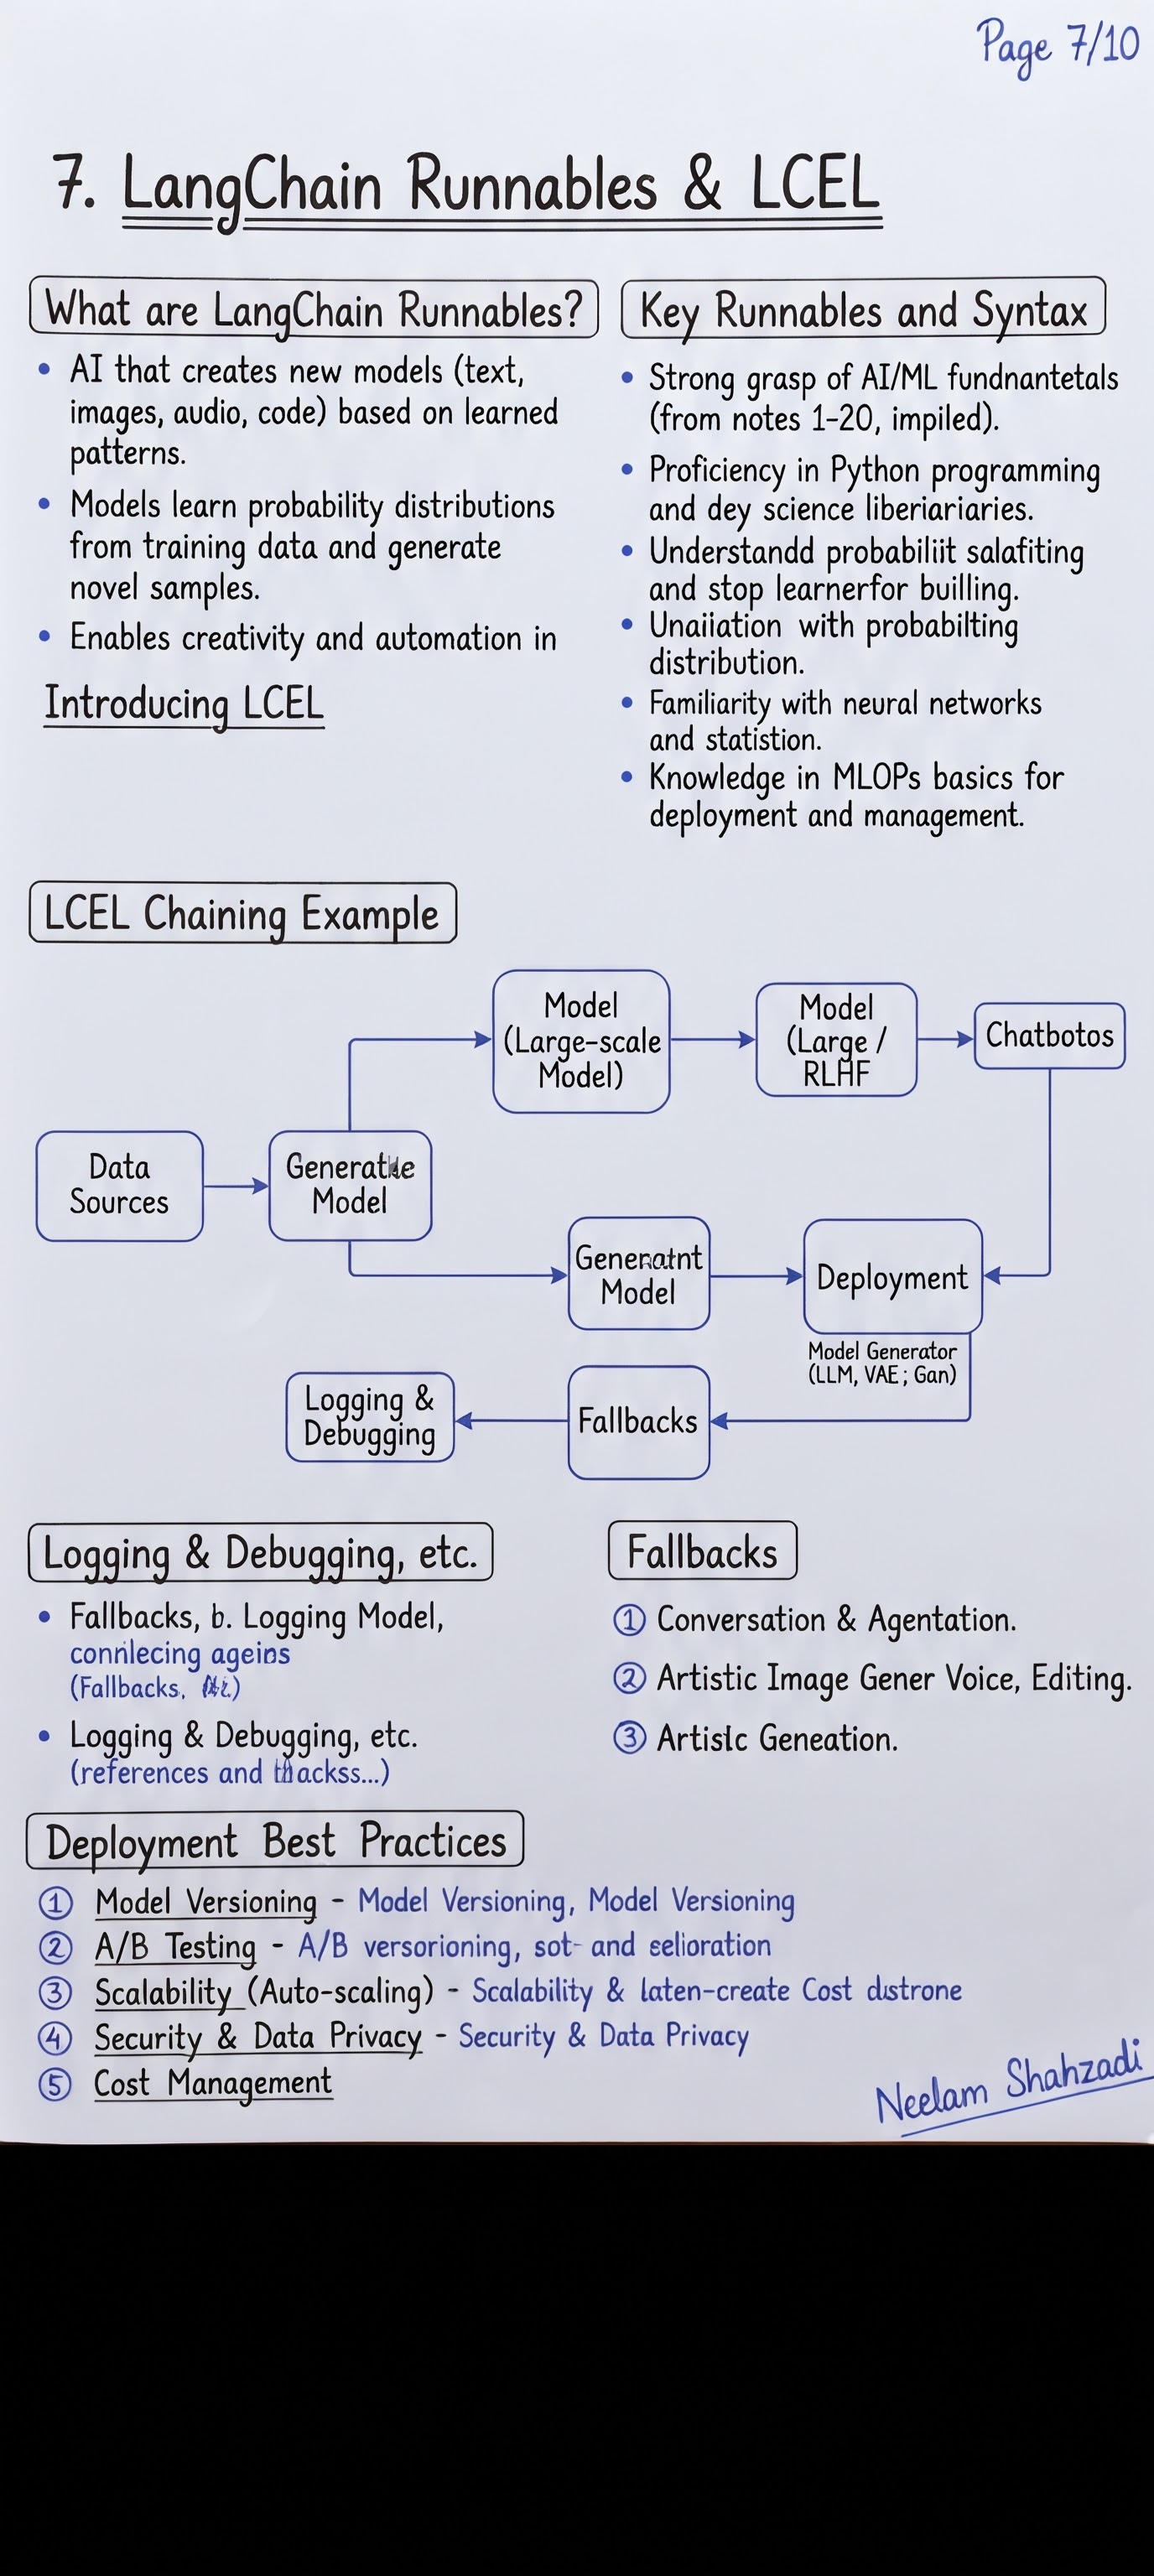 Page 7/10
7. LangChain Runnables & LCEL
What are LangChain Runnables?
• AI that creates new models (text,
images, audio, code) based on learned
patterns.
• Models learn probability distributions
from training data and generate
novel samples.
• Enables creativity and automation in
Introducing LCEL
Key Runnables and Syntax
• Strong grasp of AI/ML fundnantetals
(from notes 1-20, impiled).
• Proficiency in Python programming
and dey science liberiariaries.
• Understandd probabiliit salafiting
and stop learnerfor builling.
• Unaiiation with probabilting
distribution.
• Familiarity with neural networks
and statistion.
• Knowledge in MLOPs basics for
deployment and management.
LCEL Chaining Example
Model
(Large-scale
Model)
Model
(Large /
RLHF
Chatbotos
Data
Sources
Model
Model
Deployment
Model Generator
(LLM, VAE; Gan)
Logging &
Debugging
Fallbacks
Logging & Debugging, etc.
• Fallbacks, b. Logging Model,
connlecing ageins
(Fallbacks,
• Logging & Debugging, etc.
(references and
Fallbacks
① Conversation & Agentation.
② Artistic Image Gener Voice, Editing.
③ Artistc Geneation.
Deployment Best Practices
① Model Versioning - Model Versioning, Model Versioning
② A/B Testing - A/B versorioning, sot- and selioration
③ Scalability (Auto-scaling) - Scalability & laten-create Cost dustrone
④ Security & Data Privacy - Security & Data Privacy
⑤ Cost Management
Neelam Shahzadi